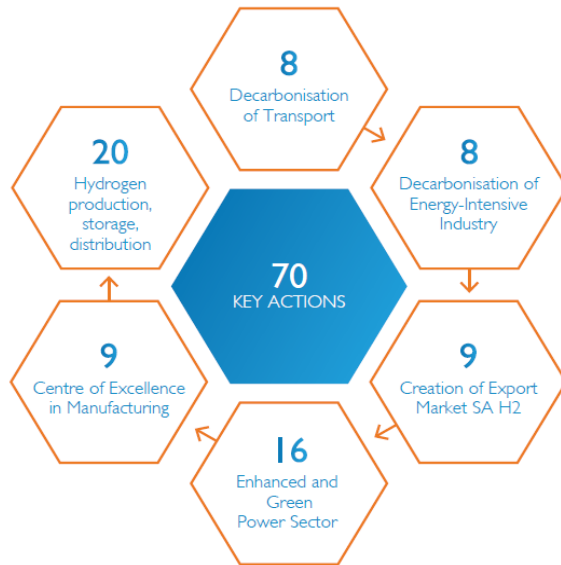 8
Decarbonisation
of Transport
8
Decarbonisation of
Energy-Intensive
Industry
9
Creation of Export
Market SA H2
16
Enhanced and
Green
Power Sector
9
Centre of Excellence
in Manufacturing
20
Hydrogen
production,
storage,
distribution
70
KEY ACTIONS